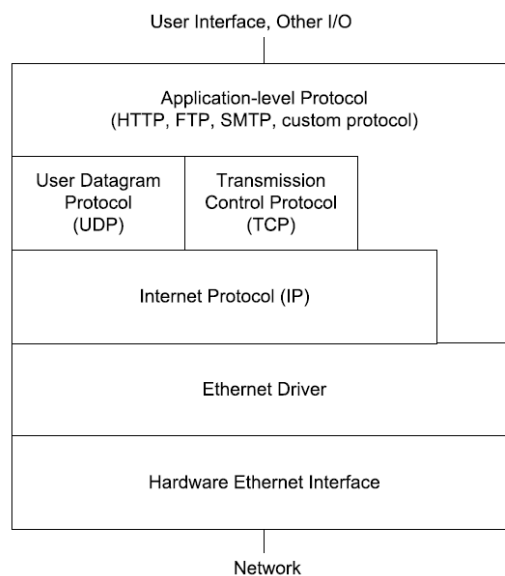 User Interface, Other I/O
Application-level Protocol
(HTTP, FTP, SMTP, custom protocol)
User Datagram
Protocol
(UDP)
Transmission
Control Protocol
(TCP)
Internet Protocol (IP)
Ethernet Driver
Hardware Ethernet Interface
Network